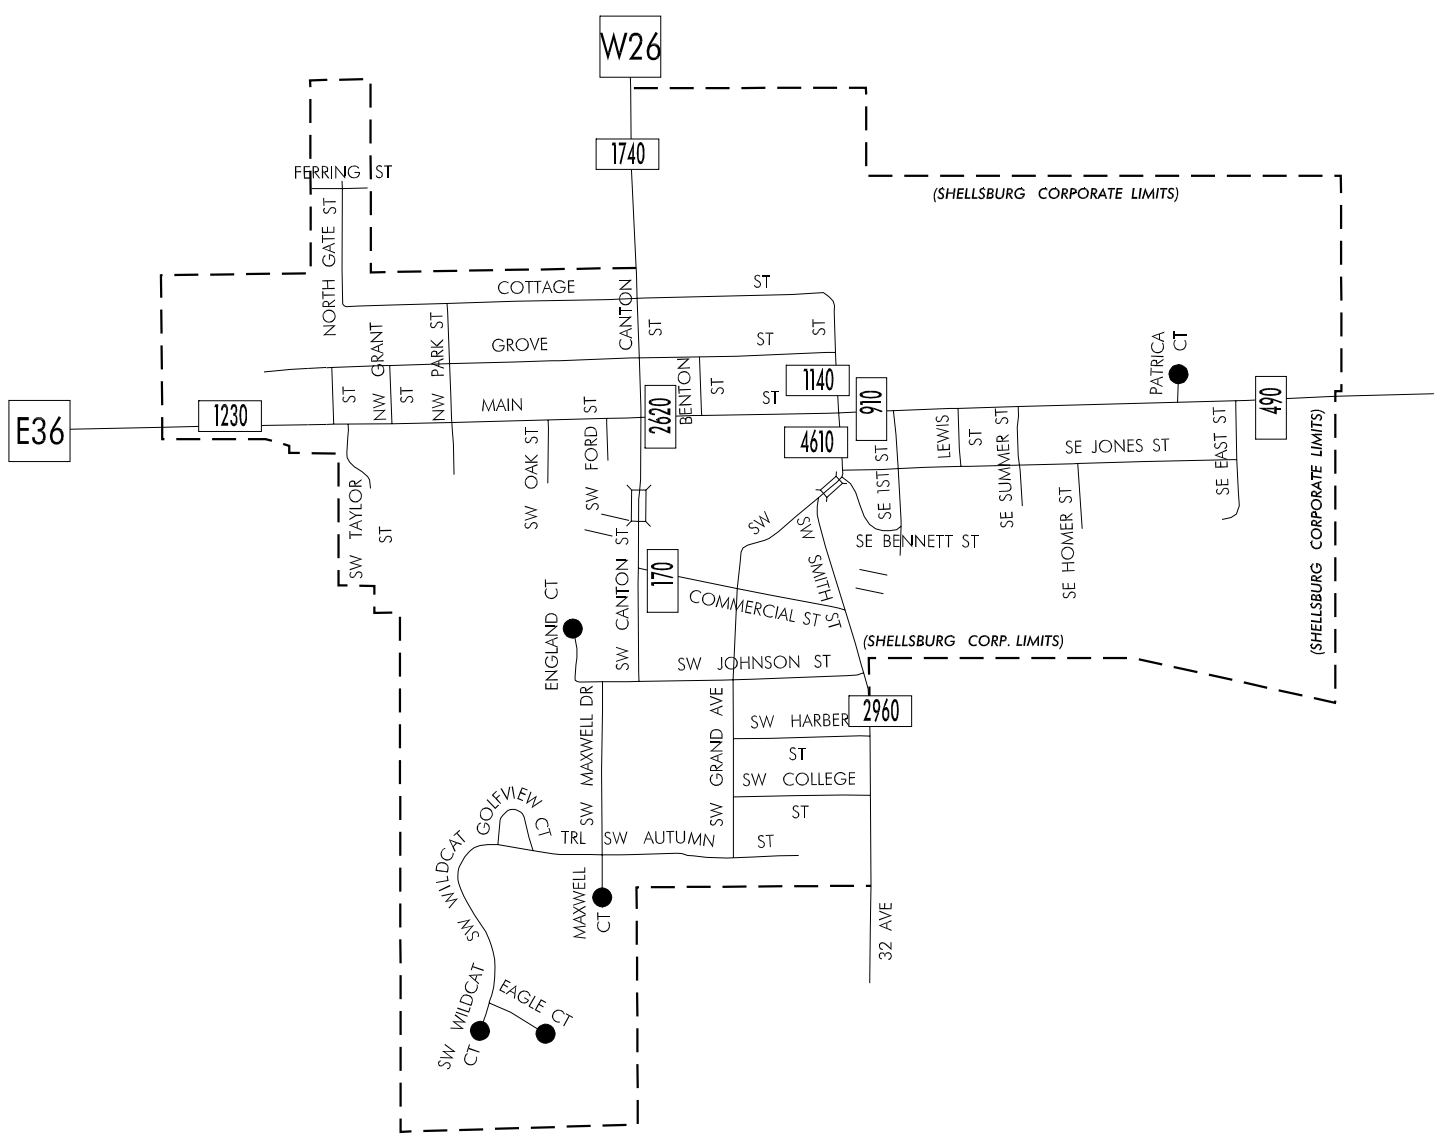 W26
1740
(SHELLSBURG CORPORATE LIMITS)
FERRING ST
NORTH GATE ST
COTTAGE ST
CANTON ST
ST
NW GRANT ST
NW PARK ST
GROVE ST
BENTON ST
1140
PATRICA CT
E36
1230
ST
MAIN ST
2620
910
490
4610
SW OAK ST
SW FORD ST
SE 1ST ST
LEWIS ST
SE SUMMER ST
SE JONES ST
SE EAST ST
(SHELLSBURG CORPORATE LIMITS)
SW TAYLOR ST
SW
SW SMITH ST
SE BENNETT ST
SE HOMER ST
SW CANTON ST
170
COMMERCIAL ST
ENGLAND CT
(SHELLSBURG CORP. LIMITS)
SW JOHNSON ST
SW MAXWELL DR
SW GRAND AVE
2960
SW HARBER ST
SW COLLEGE ST
GOLFVIEW CT
TRL SW AUTUMN ST
SW WILDCAT
MAXWELL CT
32 AVE
SW WILDCAT CT
EAGLE CT